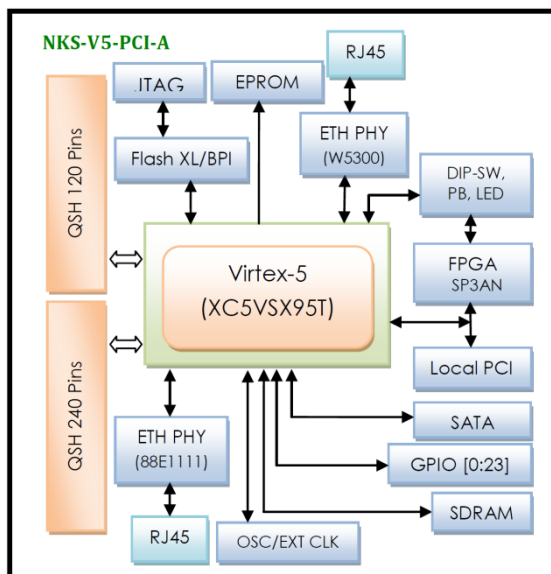 NKS-V5-PCI-A
QSH 120 Pins
JTAG
EPROM
RJ45
Flash XL/BPI
ETH PHY
(W5300)
DIP-SW,
PB, LED
Virtex-5
(XC5VSX95T)
FPGA
SP3AN
QSH 240 Pins
Local PCI
ETH PHY
(88E1111)
SATA
GPIO [0:23]
SDRAM
RJ45
OSC/EXT CLK